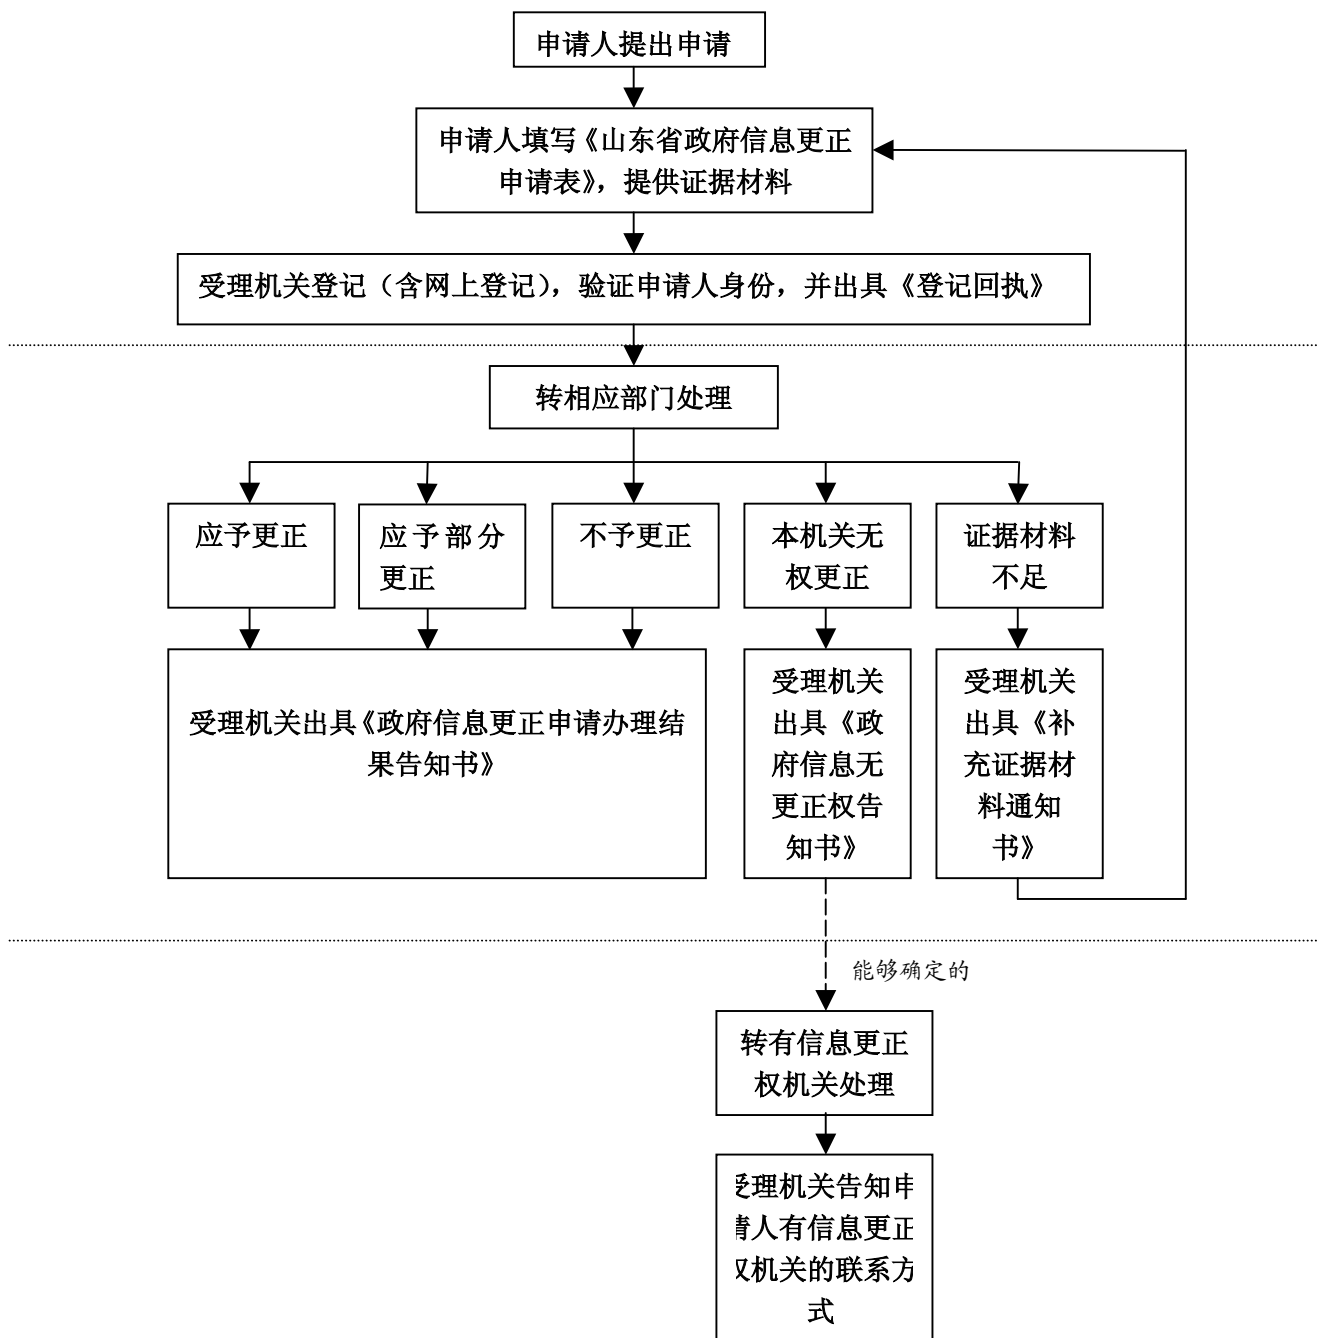 申请人提出申请
申请人填写《山东省政府信息更正
申请表》，提供证据材料
受理机关登记（含网上登记），验证申请人身份，并出具《登记回执》
转相应部门处理
应予更正
应予部分
更正
不予更正
本机关无
权更正
证据材料
不足
受理机关出具《政府信息更正申请办理结
果告知书》
受理机关
出具《政
府信息无
更正权告
知书》
受理机关
出具《补
充证据材
料通知
书》
能够确定的
转有信息更正
权机关处理
受理机关告知申
请人有信息更正
权机关的联系方
式